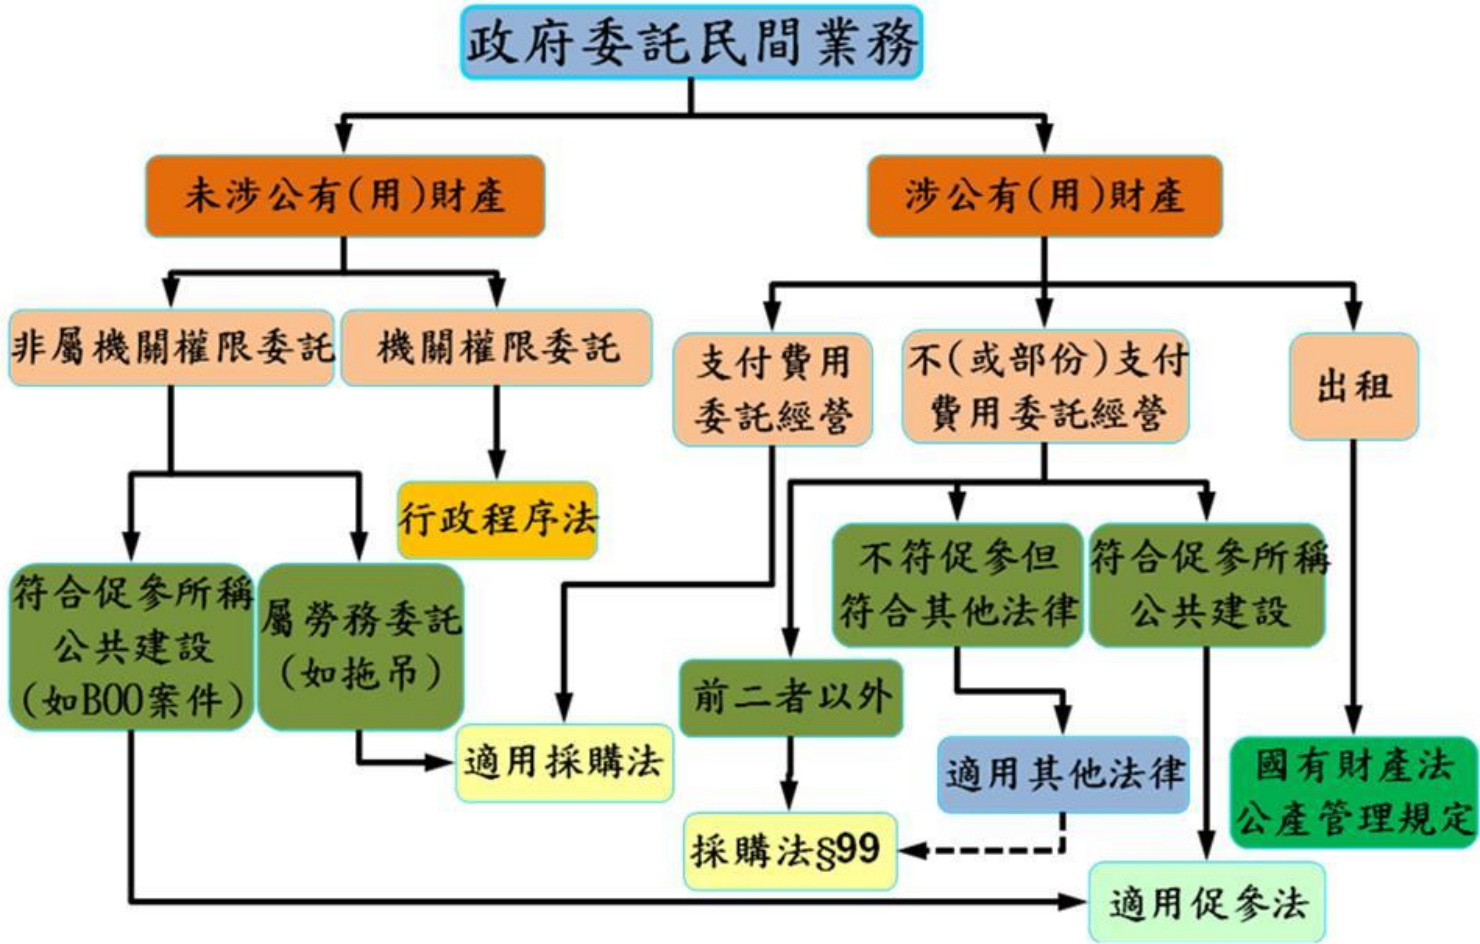 政府委託民間業務
未涉公有(用)財產
涉公有(用)財產
非屬機關權限委託
機關權限委託
支付費用
委託經營
不(或部份)支付
費用委託經營
出租
行政程序法
符合促參所稱
公共建設
(如BOO案件)
屬勞務委託
(如拖吊)
不符促參但
符合其他法律
符合促參所稱
公共建設
前二者以外
適用採購法
適用其他法律
國有財產法
公產管理規定
採購法§99
適用促參法